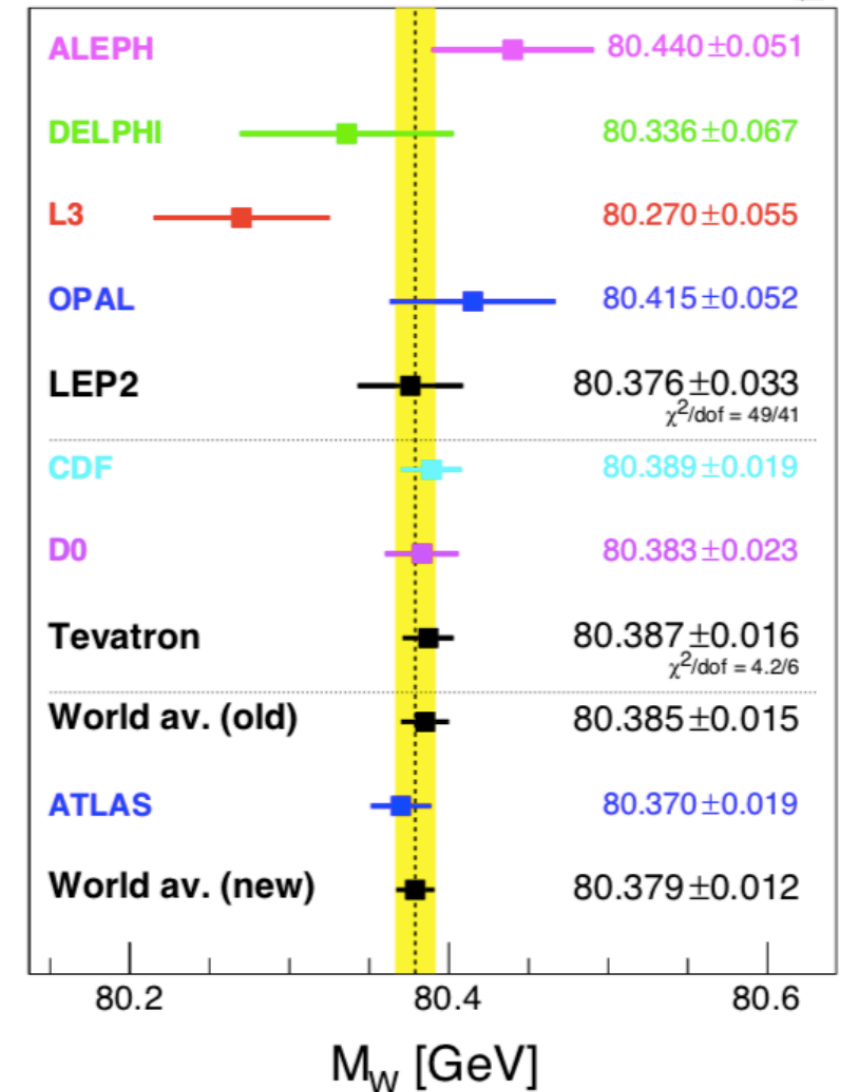 ALEPH 80.440±0.051
DELPHI 80.336±0.067
L3 80.270±0.055
OPAL 80.415±0.052
LEP2 80.376±0.033
χ²/dof = 49/41
CDF 80.389±0.019
D0 80.383±0.023
Tevatron 80.387±0.016
χ²/dof = 4.2/6
World av. (old) 80.385±0.015
ATLAS 80.370±0.019
World av. (new) 80.379±0.012
80.2 80.4 80.6
M_W [GeV]